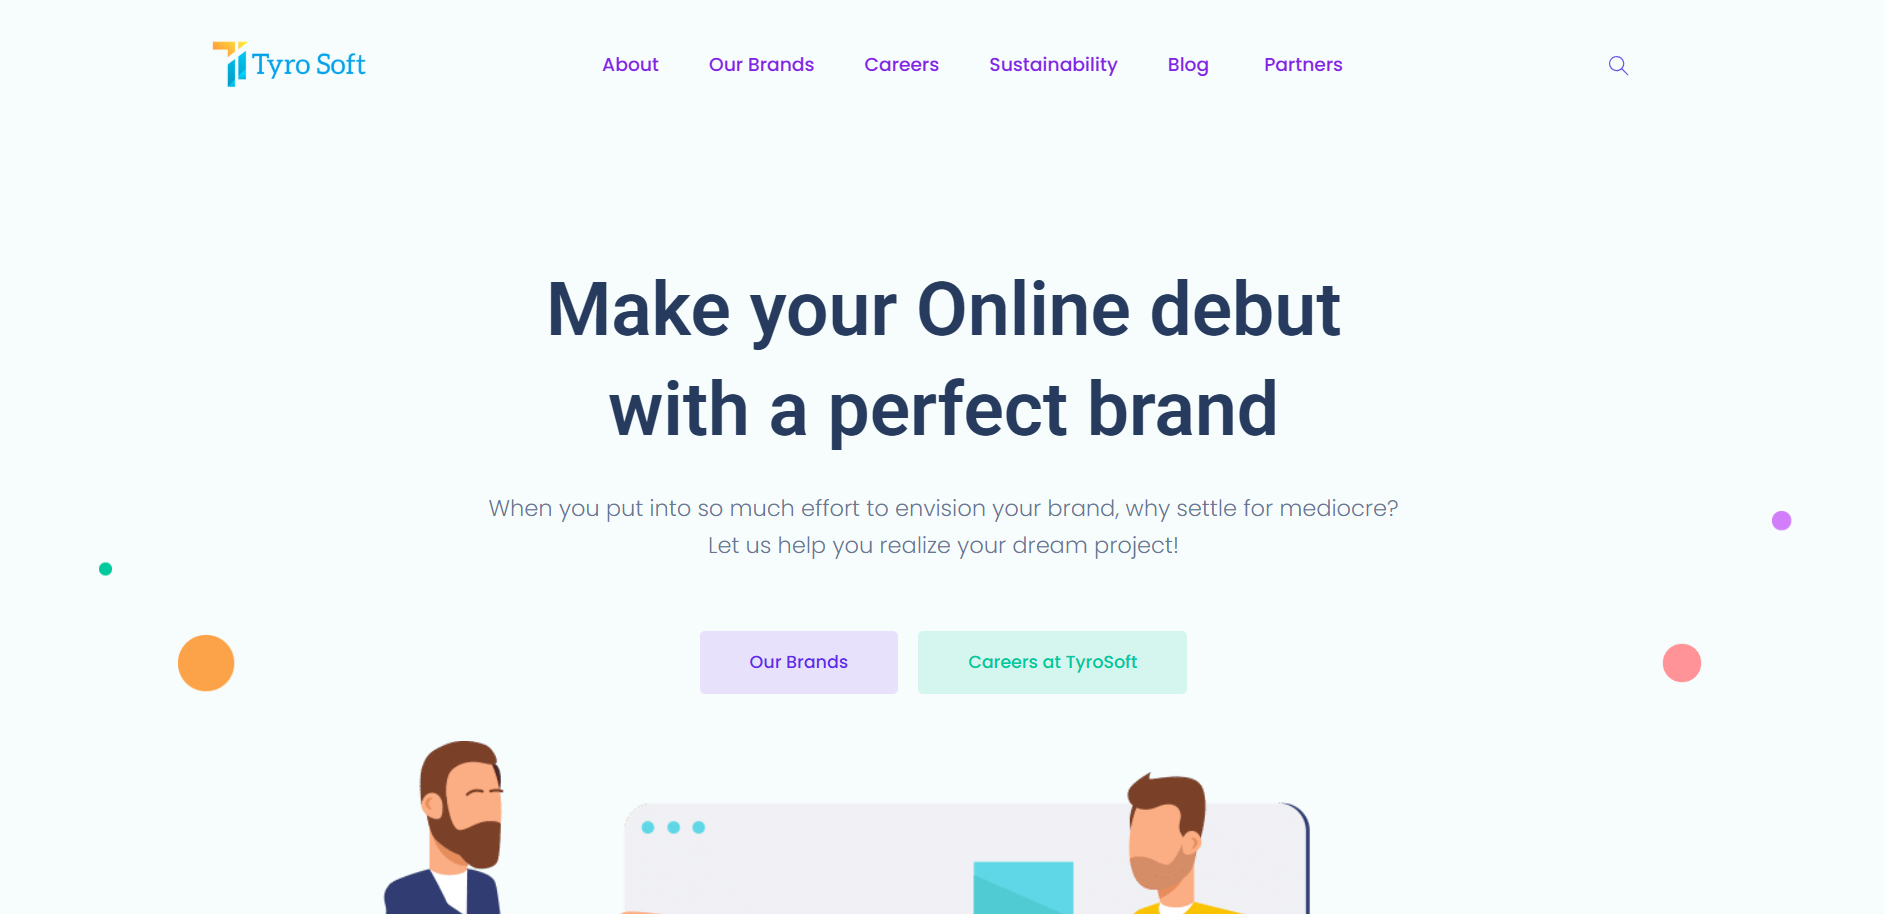 Tyro Soft
About Our Brands Careers Sustainability Blog Partners
Make your Online debut
with a perfect brand
When you put into so much effort to envision your brand, why settle for mediocre?
Let us help you realize your dream project!
Our Brands Careers at TyroSoft